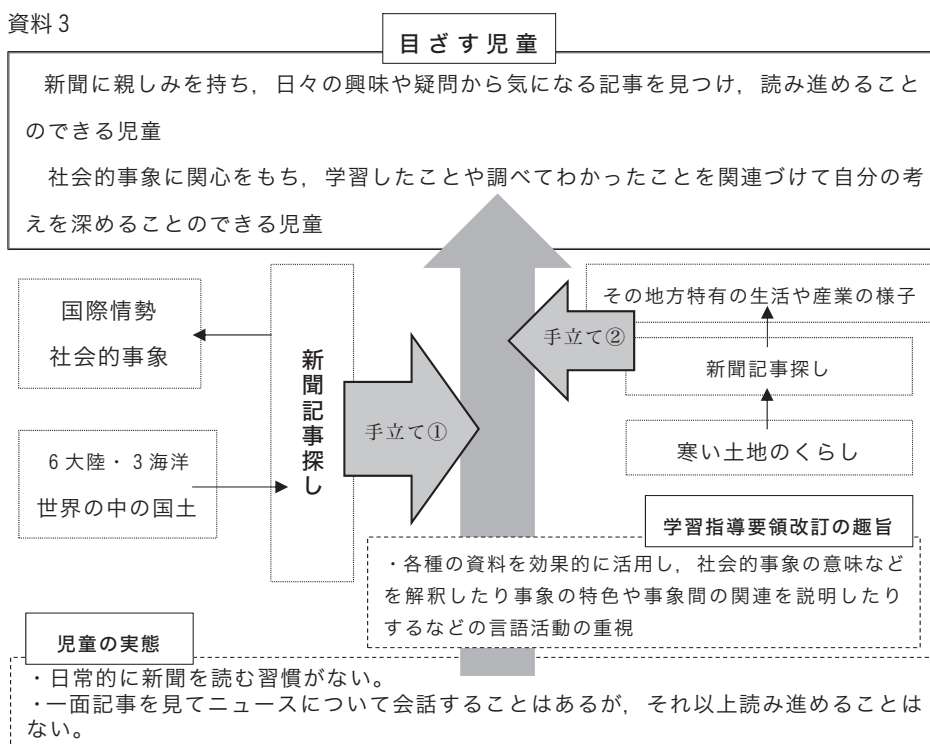 資料3
目ざす児童
新聞に親しみを持ち，日々の興味や疑問から気になる記事を見つけ，読み進めること
のできる児童
社会的事象に関心をもち，学習したことや調べてわかったことを関連づけて自分の考
えを深めることのできる児童
国際情勢
社会的事象
6大陸・3海洋
世界の中の国土
新聞記事探し
手立て①
手立て②
その地方特有の生活や産業の様子
新聞記事探し
寒い土地のくらし
学習指導要領改訂の趣旨
・各種の資料を効果的に活用し，社会的事象の意味など
を解釈したり事象の特色や事象間の関連を説明したり
するなどの言語活動の重視
児童の実態
・日常的に新聞を読む習慣がない。
・一面記事を見てニュースについて会話することはあるが，それ以上読み進めることは
ない。